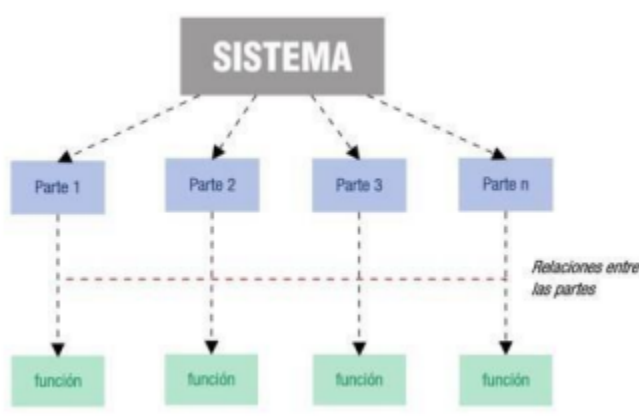 SISTEMA
Parte 1
Parte 2
Parte 3
Parte n
Relaciones entre
las partes
función
función
función
función